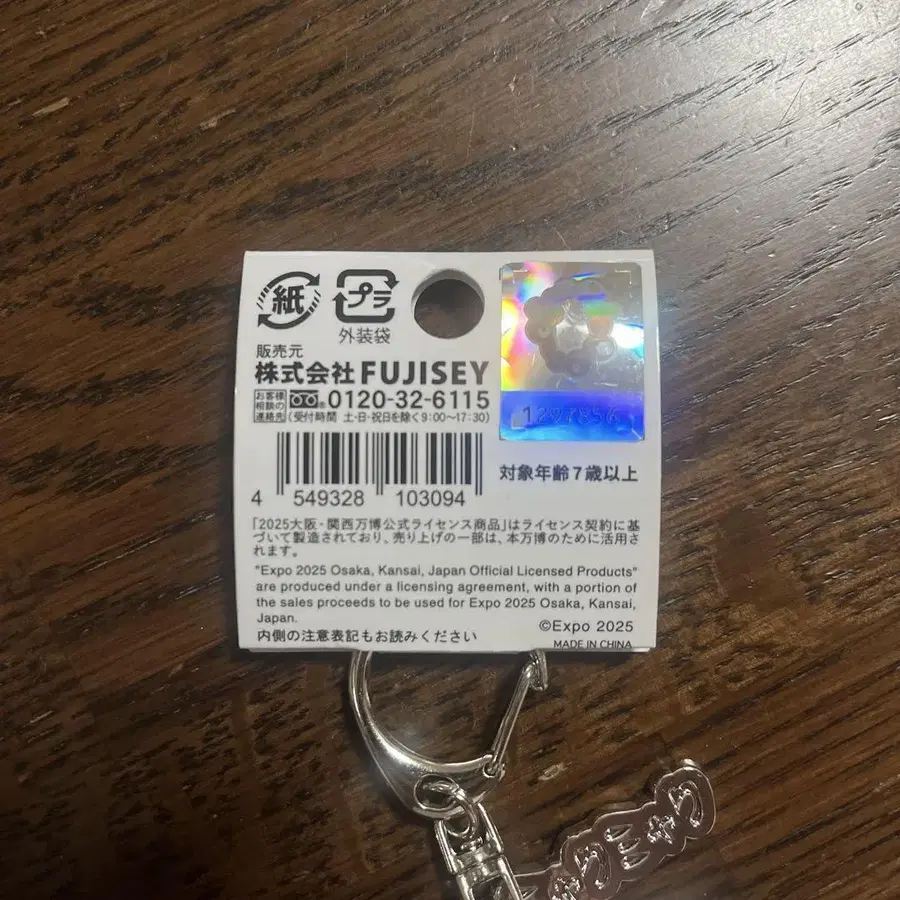 紙
プラ
外装袋
販売元
株式会社FUJISEY
お客様
相談の
連絡先
0120-32-6115
(受付時間 土・日・祝日を除く9:00〜17:30)
4 549328 103094
1297856
対象年齢7歳以上
「2025大阪・関西万博公式ライセンス商品」はライセンス契約に基
づいて製造されており、売り上げの一部は、本万博のために活用さ
れます。
"Expo 2025 Osaka, Kansai, Japan Official Licensed Products"
are produced under a licensing agreement, with a portion of
the sales proceeds to be used for Expo 2025 Osaka, Kansai,
Japan.
©Expo 2025
内側の注意表記もお読みください
MADE IN CHINA
ミャクミャク